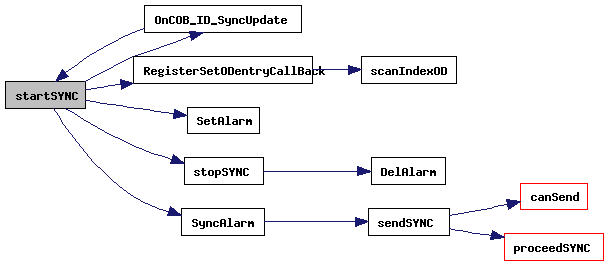 OnCOB_ID_SyncUpdate
RegisterSetODentryCallBack
scanIndexOD
startSYNC
SetAlarm
stopSYNC
DelAlarm
canSend
SyncAlarm
sendSYNC
proceedSYNC